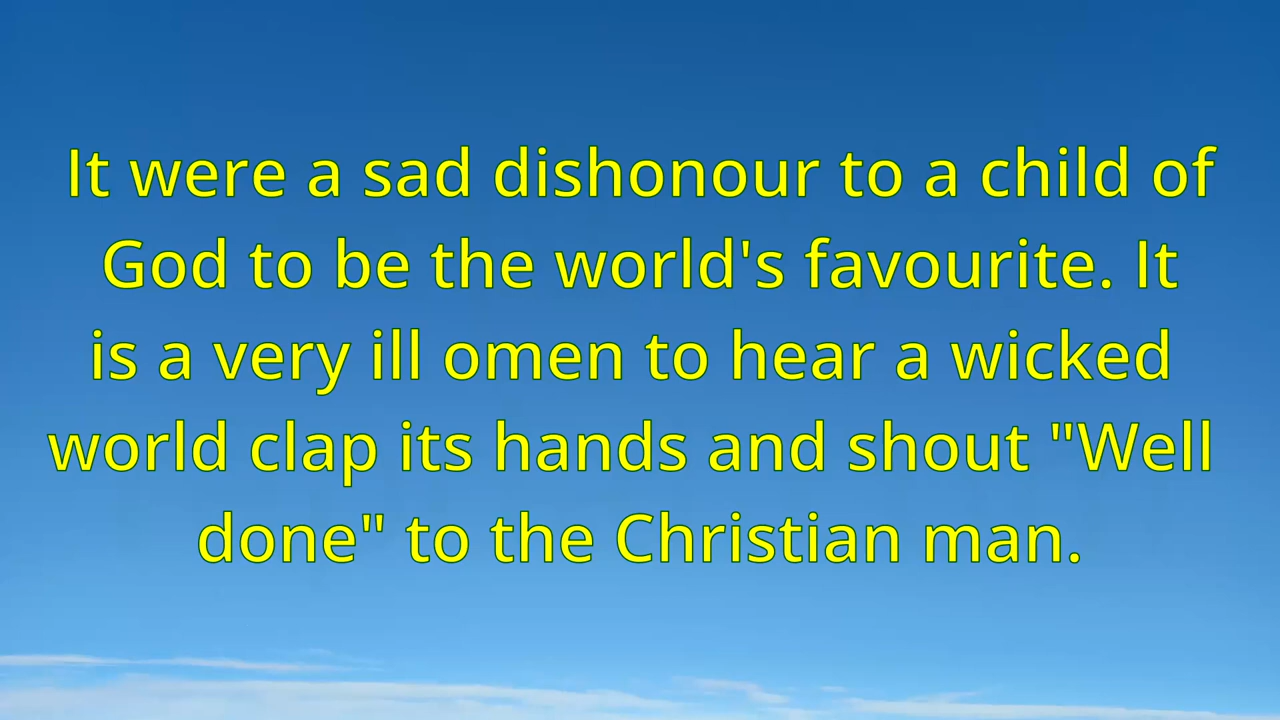 It were a sad dishonour to a child of
God to be the world's favourite. It
is a very ill omen to hear a wicked
world clap its hands and shout "Well
done" to the Christian man.